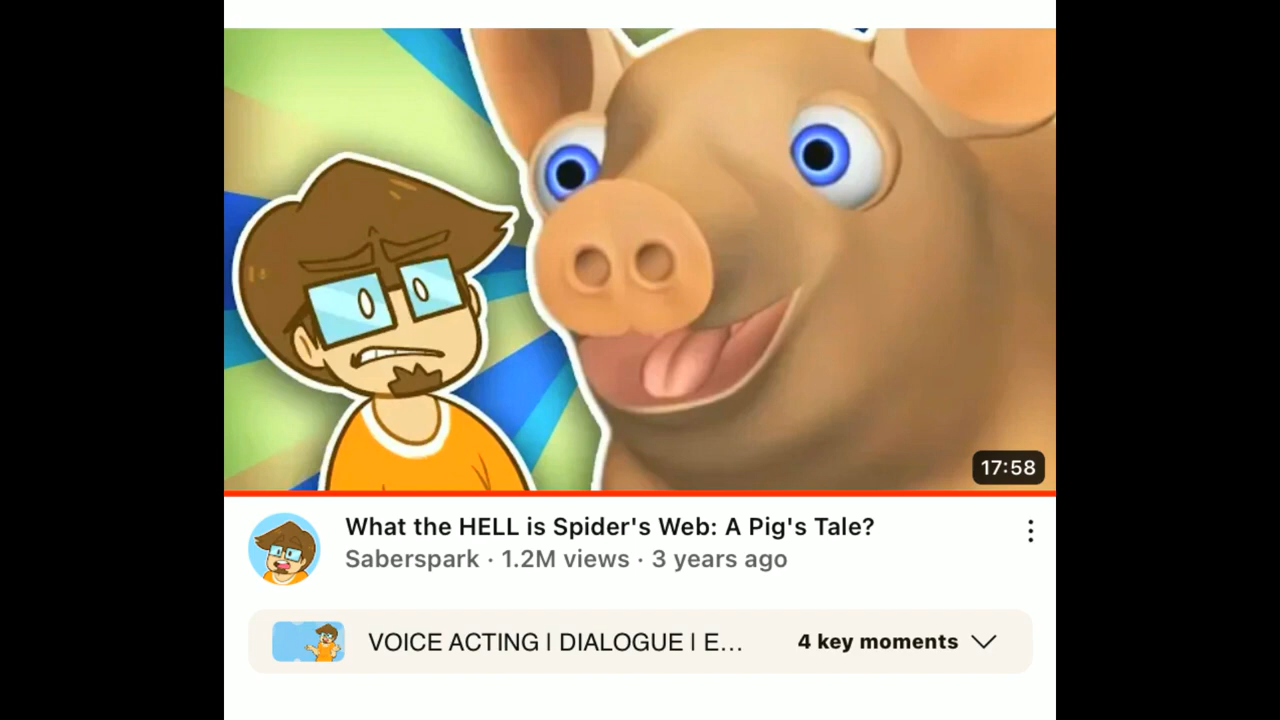 17:58
What the HELL is Spider's Web: A Pig's Tale?
Saberspark · 1.2M views · 3 years ago
VOICE ACTING | DIALOGUE | E... 4 key moments